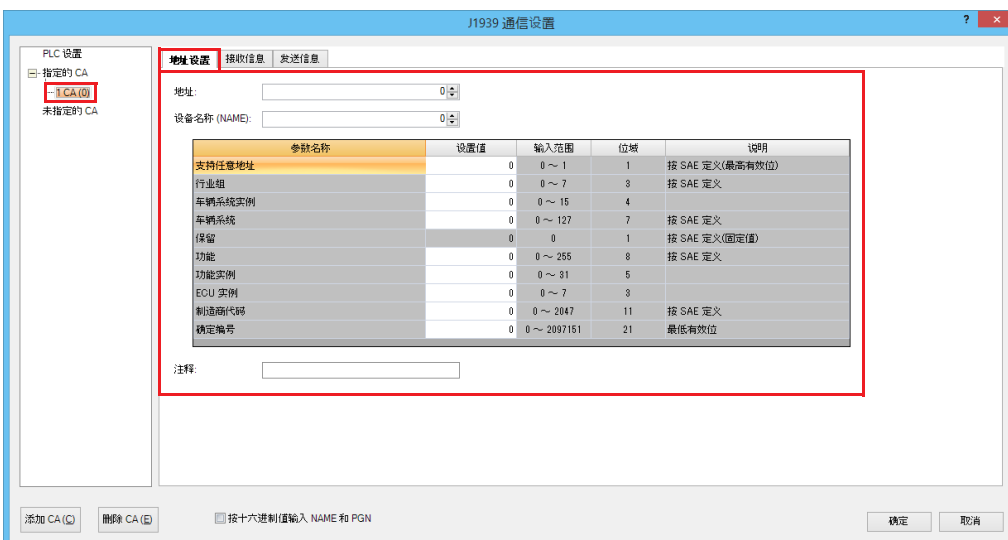 J1939 通信设置
? ×
PLC 设置
指定的 CA
1 CA (0)
未指定的 CA
地址设置 接收信息 发送信息
地址: 0
设备名称 (NAME): 0
参数名称 设置值 输入范围 位域 说明
支持任意地址 0 0 ～ 1 1 按 SAE 定义(最高有效位)
行业组 0 0 ～ 7 3 按 SAE 定义
车辆系统实例 0 0 ～ 15 4
车辆系统 0 0 ～ 127 7 按 SAE 定义
保留 0 0 1 按 SAE 定义(固定值)
功能 0 0 ～ 255 8 按 SAE 定义
功能实例 0 0 ～ 31 5
ECU 实例 0 0 ～ 7 3
制造商代码 0 0 ～ 2047 11 按 SAE 定义
确定编号 0 0 ～ 2097151 21 最低有效位
注释:
添加 CA (C) 删除 CA (E) 按十六进制值输入 NAME 和 PGN 确定 取消